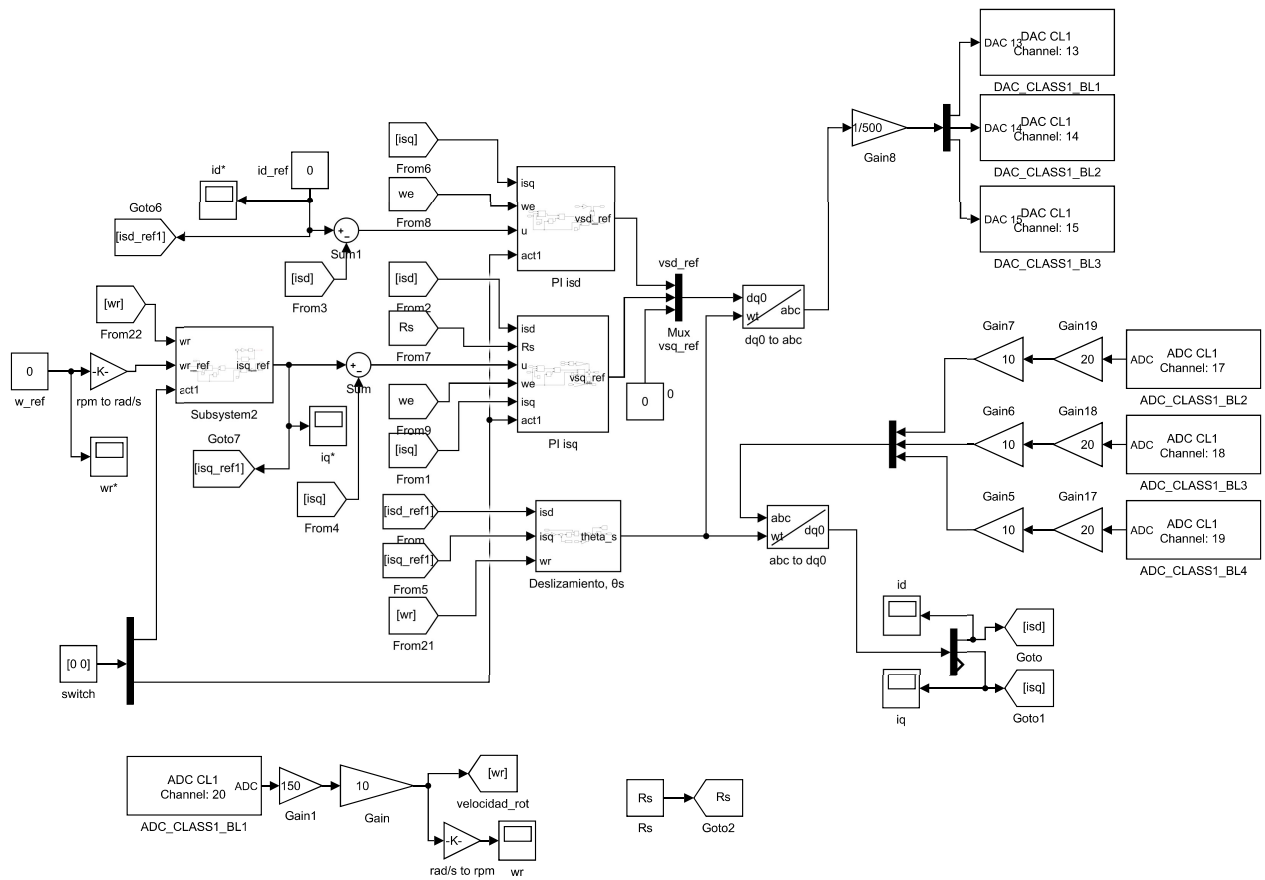 DAC 13
DAC CL1
Channel: 13
DAC_CLASS1_BL1
1/500
Gain8
DAC 14
DAC CL1
Channel: 14
DAC_CLASS1_BL2
DAC 15
DAC CL1
Channel: 15
DAC_CLASS1_BL3
[isq]
From6
id*
id_ref
0
we
From8
Goto6
[isd_ref1]
+
_
Sum1
[isd]
From3
isq
we
u
act1
vsd_ref
PI isd
[isd]
From2
vsd_ref
Mux
vsq_ref
dq0
wt
abc
dq0 to abc
[wr]
From22
Rs
From7
wr
wr_ref
act1
isq_ref
Subsystem2
0
w_ref
-K-
rpm to rad/s
wr*
+
_
Sum
isd
Rs
u
we
isq
act1
vsq_ref
PI isq
0
0
we
From9
iq*
Goto7
[isq_ref1]
[isq]
From1
[isq]
From4
Gain7
10
Gain19
20
ADC
ADC CL1
Channel: 17
ADC_CLASS1_BL2
Gain6
10
Gain18
20
ADC
ADC CL1
Channel: 18
ADC_CLASS1_BL3
Gain5
10
Gain17
20
ADC
ADC CL1
Channel: 19
ADC_CLASS1_BL4
[isd_ref1]
From
[isq_ref1]
From5
[wr]
From21
isd
isq
wr
theta_s
Deslizamiento, θs
abc
wt
dq0
abc to dq0
id
[isd]
Goto
iq
[isq]
Goto1
[0 0]
switch
ADC CL1
Channel: 20
ADC
ADC_CLASS1_BL1
150
Gain1
10
Gain
[wr]
velocidad_rot
-K-
rad/s to rpm
wr
Rs
Rs
Rs
Goto2